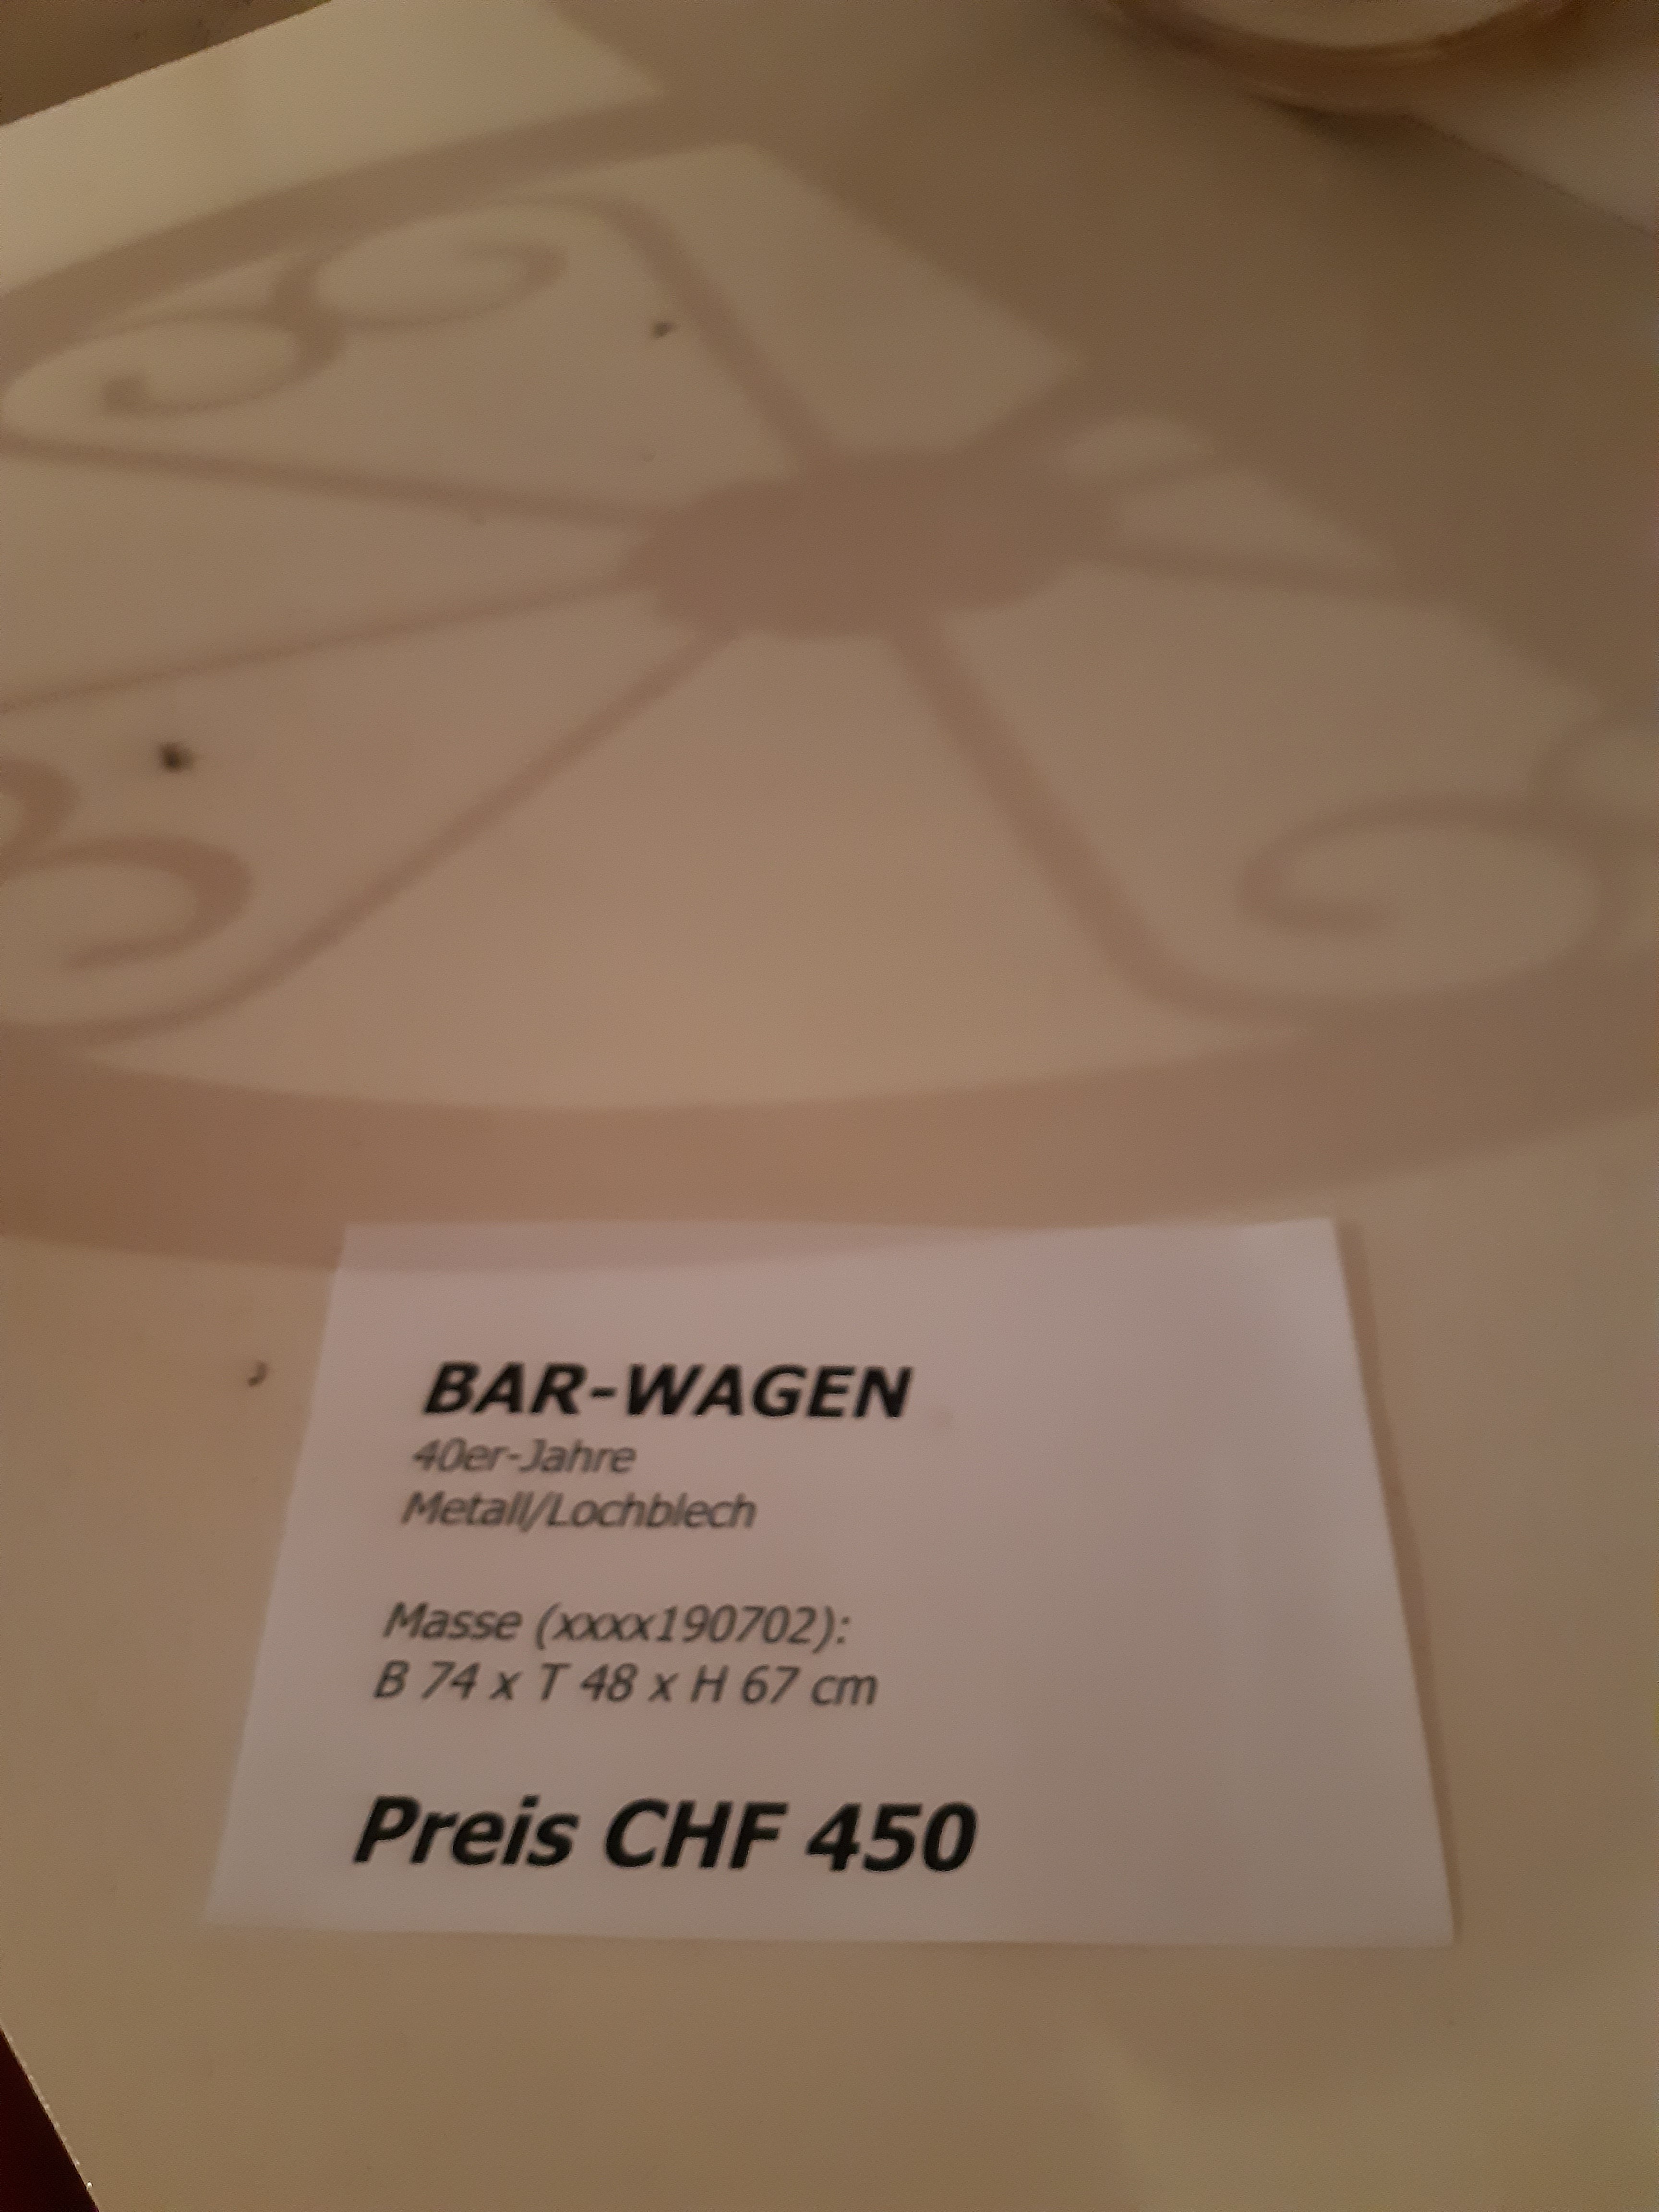 BAR-WAGEN
40er-Jahre
Metall/Lochblech
Masse (xxxx190702):
B 74 x T 48 x H 67 cm
Preis CHF 450